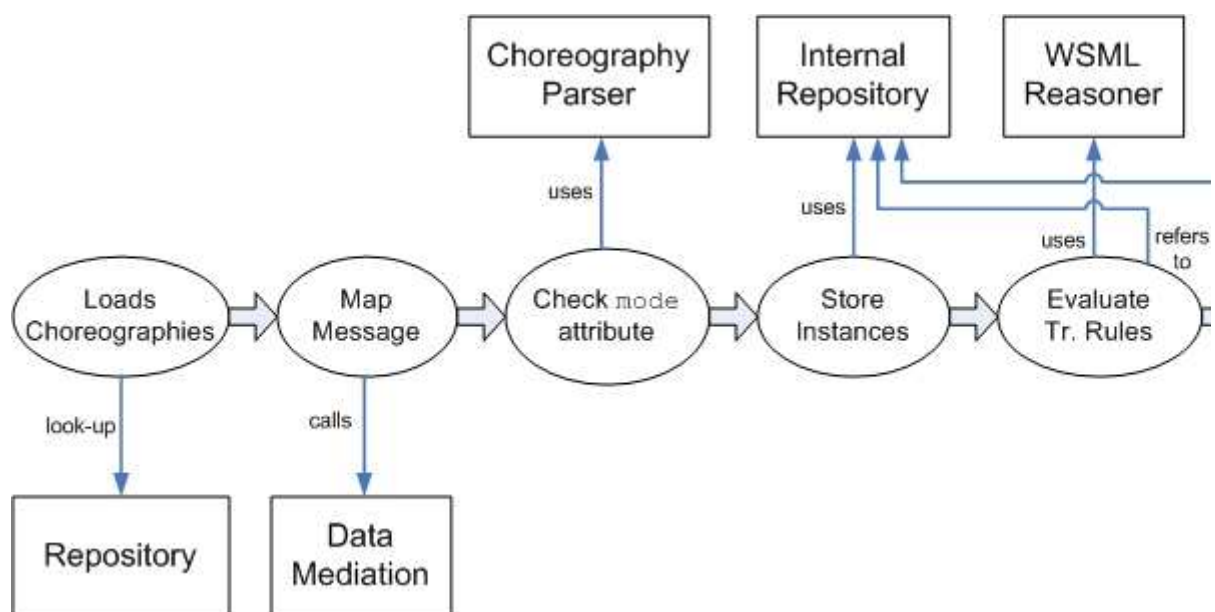 Choreography
Parser
Internal
Repository
WSML
Reasoner
uses
uses
uses
refers
to
Loads
Choreographies
Map
Message
Check mode
attribute
Store
Instances
Evaluate
Tr. Rules
look-up
calls
Repository
Data
Mediation